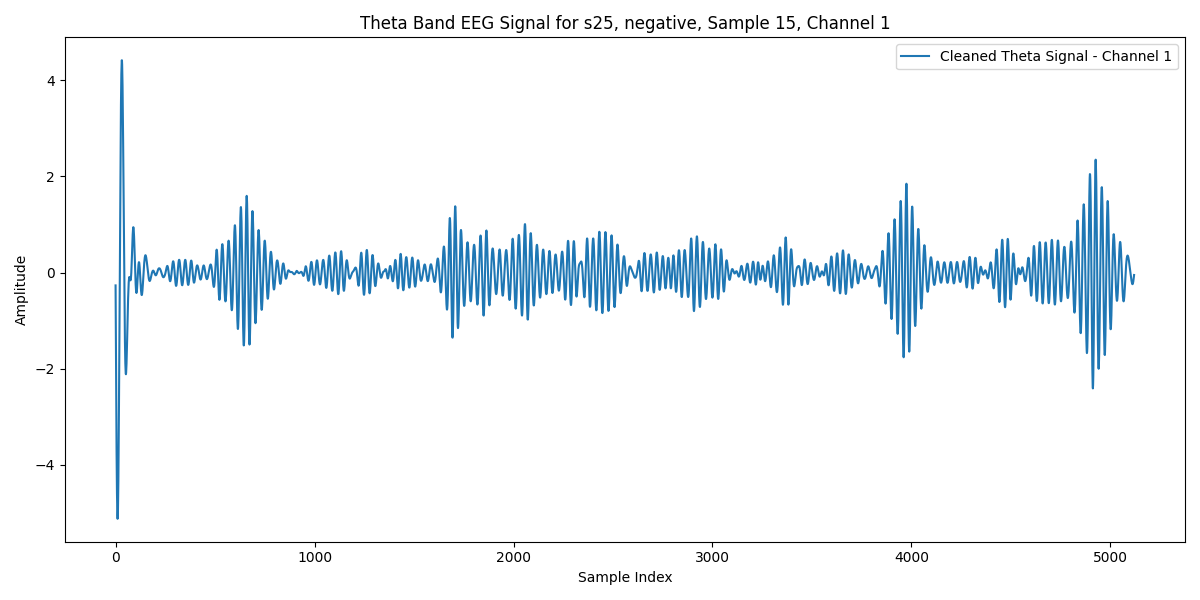 Theta Band EEG Signal for s25, negative, Sample 15, Channel 1
Cleaned Theta Signal - Channel 1
Amplitude
4
2
0
−2
−4
0 1000 2000 3000 4000 5000
Sample Index